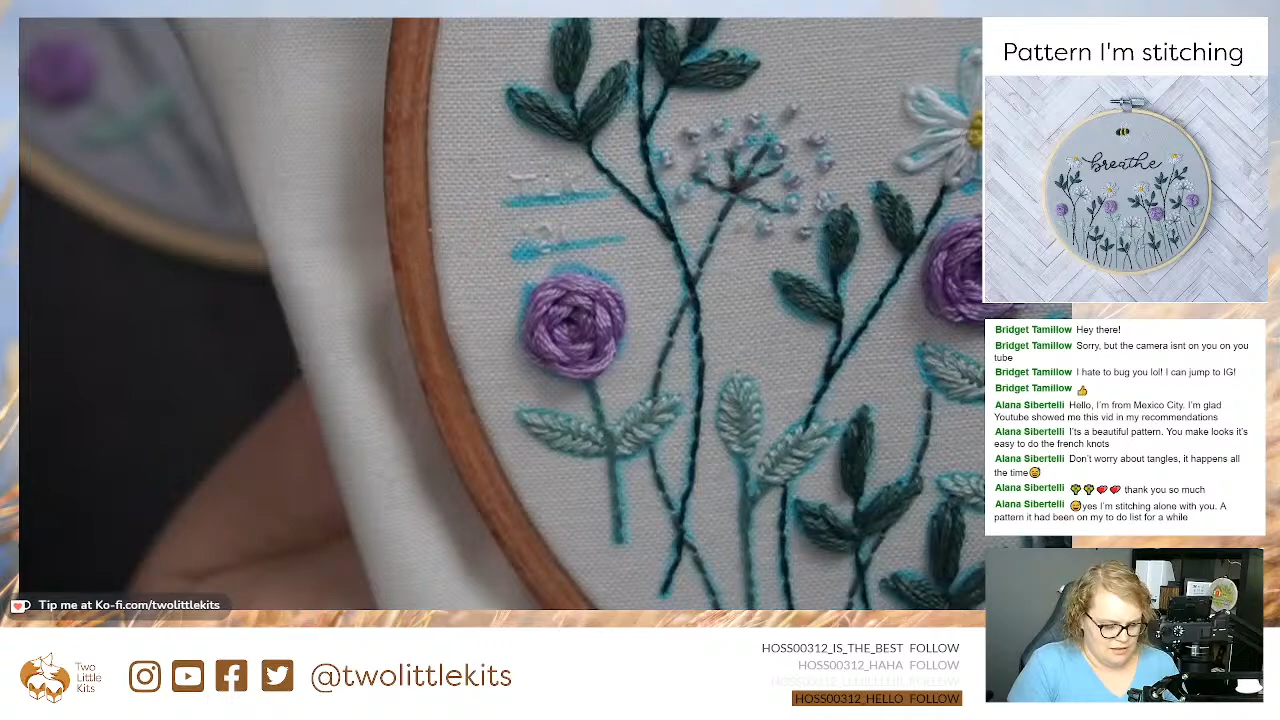 Pattern I'm stitching
breathe
Bridget Tamillow Hey there!
Bridget Tamillow Sorry, but the camera isnt on you on you
tube
Bridget Tamillow I hate to bug you lol! I can jump to IG!
Bridget Tamillow 👍
Alana Sibertelli Hello, I'm from Mexico City. I'm glad
Youtube showed me this vid in my recommendations
Alana Sibertelli I'ts a beautiful pattern. You make looks it's
easy to do the french knots
Alana Sibertelli Don't worry about tangles, it happens all
the time😅
Alana Sibertelli 🌵🌵❤️❤️ thank you so much
Alana Sibertelli 😅yes I'm stitching alone with you. A
pattern it had been on my to do list for a while
Tip me at Ko-fi.com/twolittlekits
Two
Little
Kits
@twolittlekits
HOSS00312_IS_THE_BEST FOLLOW
HOSS00312_HAHA FOLLOW
HOSS00312_HELLO FOLLOW